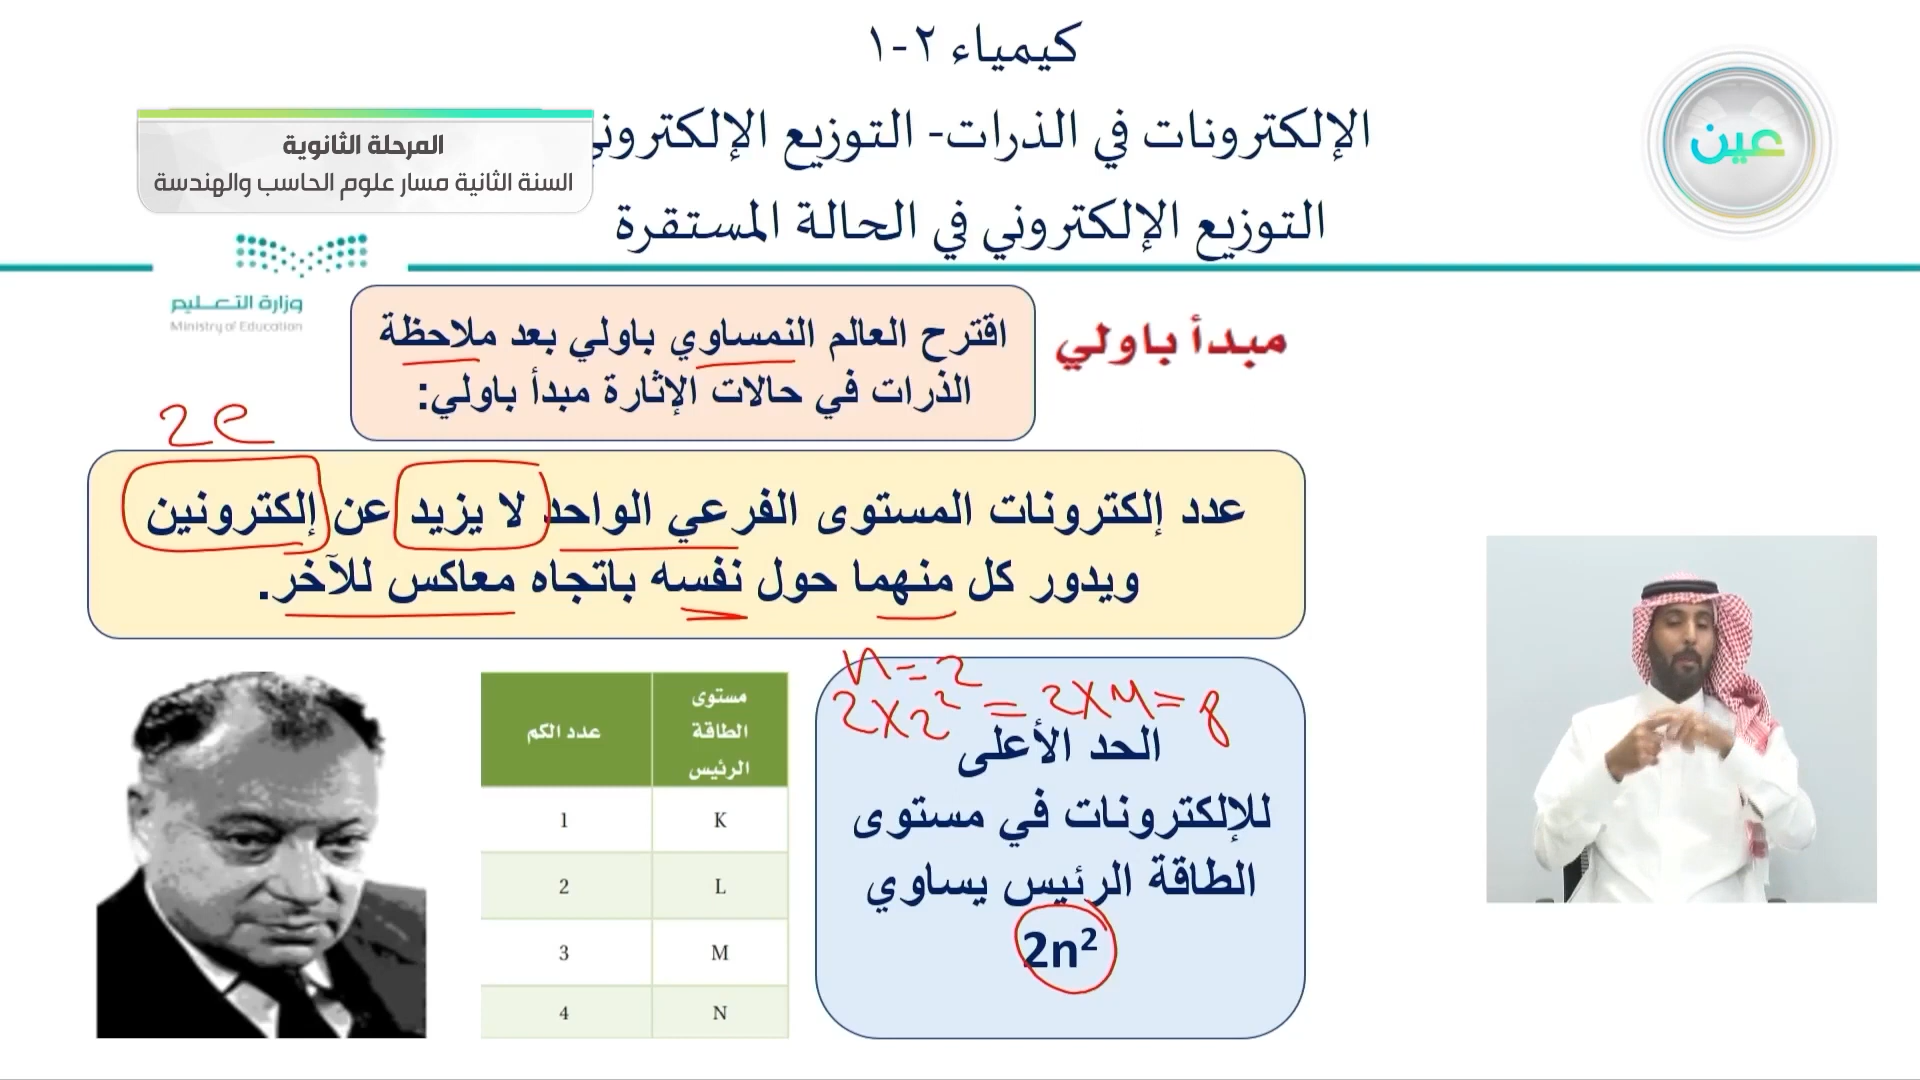 كيمياء ٢-١
الإلكترونات في الذرات- التوزيع الإلكتروني
التوزيع الإلكتروني في الحالة المستقرة
المرحلة الثانوية
السنة الثانية مسار علوم الحاسب والهندسة
عين
وزارة التعليم
Ministry of Education
مبدأ باولي
اقترح العالم النمساوي باولي بعد ملاحظة
الذرات في حالات الإثارة مبدأ باولي:
2e
عدد إلكترونات المستوى الفرعي الواحد لا يزيد عن إلكترونين
ويدور كل منهما حول نفسه باتجاه معاكس للآخر.
n=2
2x2² = 2x4= 8
الحد الأعلى
للإلكترونات في مستوى
الطاقة الرئيس يساوي
2n²
مستوى الطاقة الرئيس عدد الكم
K 1
L 2
M 3
N 4